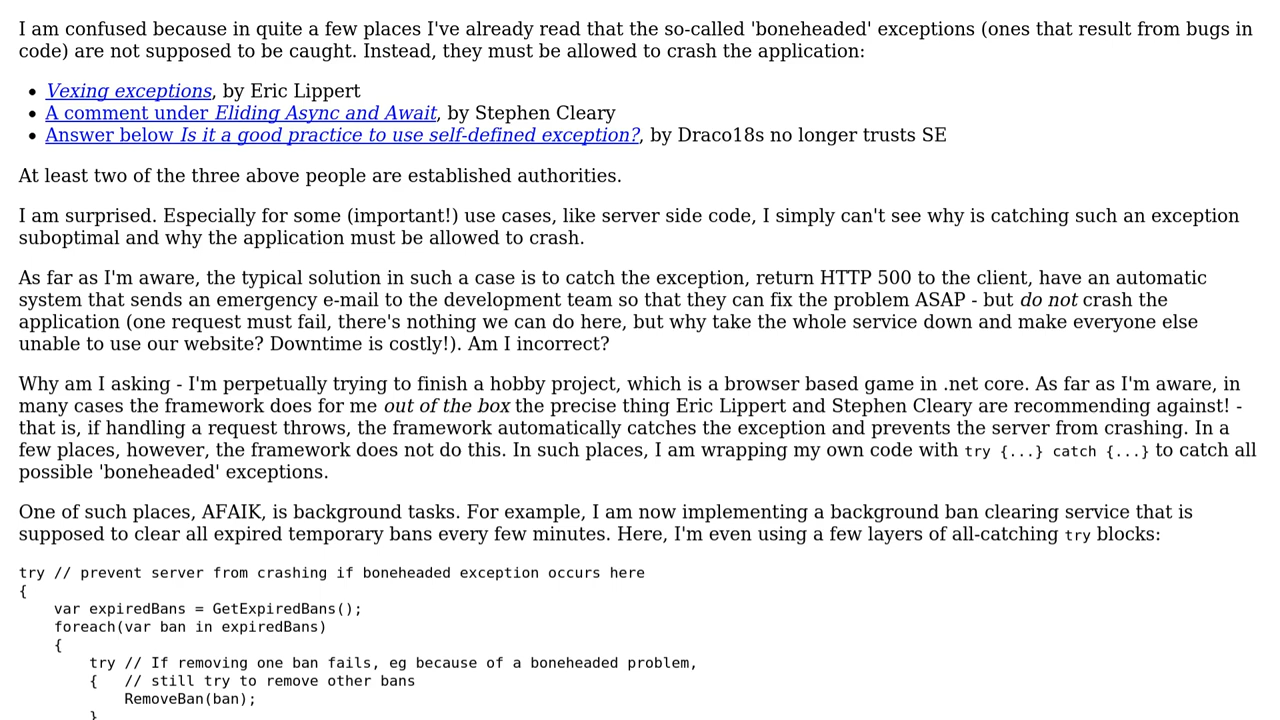 I am confused because in quite a few places I've already read that the so-called 'boneheaded' exceptions (ones that result from bugs in
code) are not supposed to be caught. Instead, they must be allowed to crash the application:
• Vexing exceptions, by Eric Lippert
• A comment under Eliding Async and Await, by Stephen Cleary
• Answer below Is it a good practice to use self-defined exception?, by Draco18s no longer trusts SE
At least two of the three above people are established authorities.
I am surprised. Especially for some (important!) use cases, like server side code, I simply can't see why is catching such an exception
suboptimal and why the application must be allowed to crash.
As far as I'm aware, the typical solution in such a case is to catch the exception, return HTTP 500 to the client, have an automatic
system that sends an emergency e-mail to the development team so that they can fix the problem ASAP - but do not crash the
application (one request must fail, there's nothing we can do here, but why take the whole service down and make everyone else
unable to use our website? Downtime is costly!). Am I incorrect?
Why am I asking - I'm perpetually trying to finish a hobby project, which is a browser based game in .net core. As far as I'm aware, in
many cases the framework does for me out of the box the precise thing Eric Lippert and Stephen Cleary are recommending against! -
that is, if handling a request throws, the framework automatically catches the exception and prevents the server from crashing. In a
few places, however, the framework does not do this. In such places, I am wrapping my own code with try {...} catch {...} to catch all
possible 'boneheaded' exceptions.
One of such places, AFAIK, is background tasks. For example, I am now implementing a background ban clearing service that is
supposed to clear all expired temporary bans every few minutes. Here, I'm even using a few layers of all-catching try blocks:
try // prevent server from crashing if boneheaded exception occurs here
{
    var expiredBans = GetExpiredBans();
    foreach(var ban in expiredBans)
    {
        try // If removing one ban fails, eg because of a boneheaded problem,
        {   // still try to remove other bans
            RemoveBan(ban);
        }